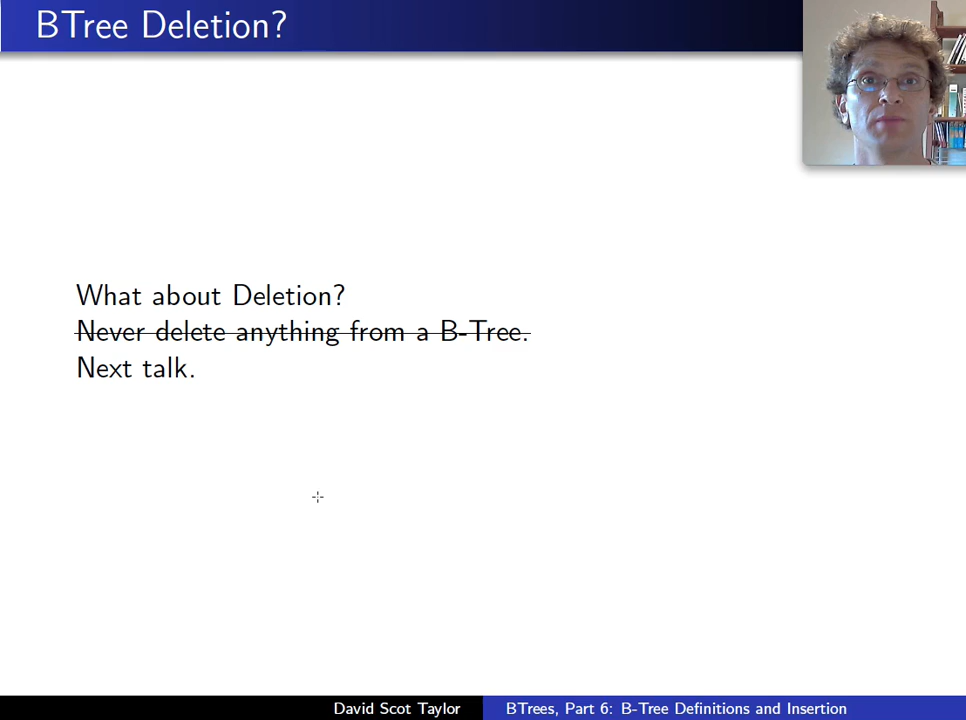 BTree Deletion?
What about Deletion?
Never delete anything from a B-Tree.
Next talk.
David Scot Taylor
BTrees, Part 6: B-Tree Definitions and Insertion